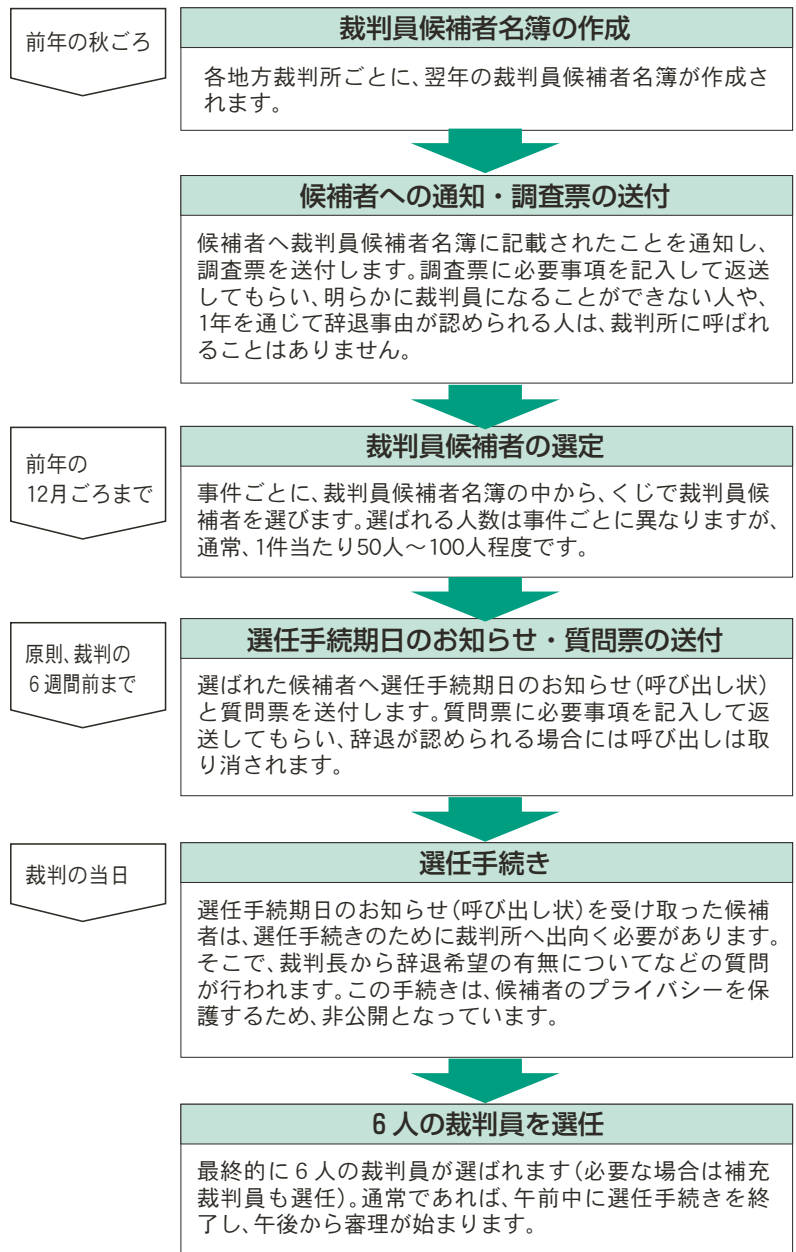 前年の秋ごろ
裁判員候補者名簿の作成
各地方裁判所ごとに、翌年の裁判員候補者名簿が作成さ
れます。
候補者への通知・調査票の送付
候補者へ裁判員候補者名簿に記載されたことを通知し、
調査票を送付します。調査票に必要事項を記入して返送
してもらい、明らかに裁判員になることができない人や、
1年を通じて辞退事由が認められる人は、裁判所に呼ばれ
ることはありません。
前年の
12月ごろまで
裁判員候補者の選定
事件ごとに、裁判員候補者名簿の中から、くじで裁判員候
補者を選びます。選ばれる人数は事件ごとに異なりますが、
通常、1件当たり50人～100人程度です。
原則、裁判の
６週間前まで
選任手続期日のお知らせ・質問票の送付
選ばれた候補者へ選任手続期日のお知らせ(呼び出し状)
と質問票を送付します。質問票に必要事項を記入して返
送してもらい、辞退が認められる場合には呼び出しは取
り消されます。
裁判の当日
選任手続き
選任手続期日のお知らせ(呼び出し状)を受け取った候補
者は、選任手続きのために裁判所へ出向く必要があります。
そこで、裁判長から辞退希望の有無についてなどの質問
が行われます。この手続きは、候補者のプライバシーを保
護するため、非公開となっています。
６人の裁判員を選任
最終的に６人の裁判員が選ばれます(必要な場合は補充
裁判員も選任)。通常であれば、午前中に選任手続きを終
了し、午後から審理が始まります。